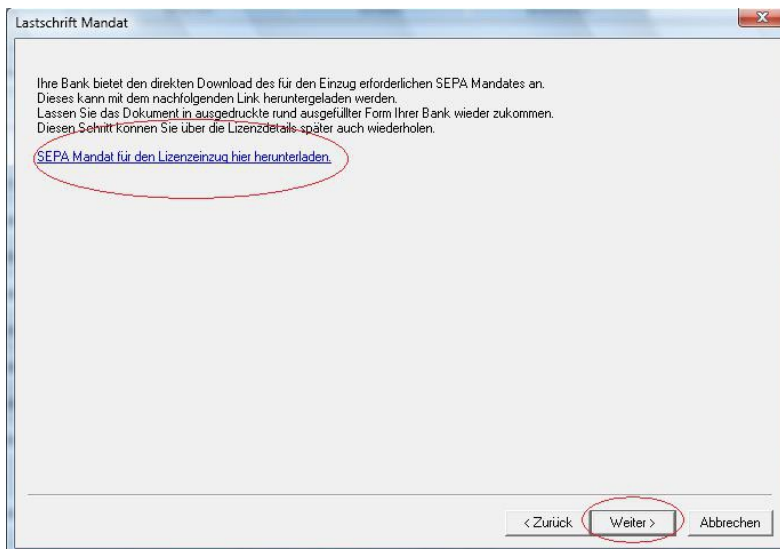 Lastschrift Mandat
Ihre Bank bietet den direkten Download des für den Einzug erforderlichen SEPA Mandates an.
Dieses kann mit dem nachfolgenden Link heruntergeladen werden.
Lassen Sie das Dokument in ausgedruckte rund ausgefüllter Form Ihrer Bank wieder zukommen.
Diesen Schritt können Sie über die Lizenzdetails später auch wiederholen.
SEPA Mandat für den Lizenzeinzug hier herunterladen.
< Zurück
Weiter >
Abbrechen